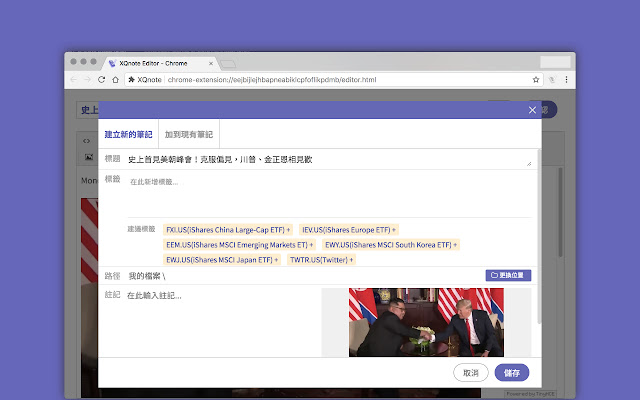 XQnote Editor - Chrome
XQnote chrome-extension://eejbijlejhbapneabiklcpfoflikpdmb/editor.html
史上
建立新的筆記 加到現有筆記
標題 史上首見美朝峰會！克服偏見，川普、金正恩相見歡
標籤 在此新增標籤...
Mon
建議標籤 FXI.US(iShares China Large-Cap ETF) + IEV.US(iShares Europe ETF) +
EEM.US(iShares MSCI Emerging Markets ET) + EWY.US(iShares MSCI South Korea ETF) +
EWJ.US(iShares MSCI Japan ETF) + TWTR.US(Twitter) +
路徑 我的檔案 \ 更換位置
註記 在此輸入註記...
取消 儲存
Powered by TinyMCE